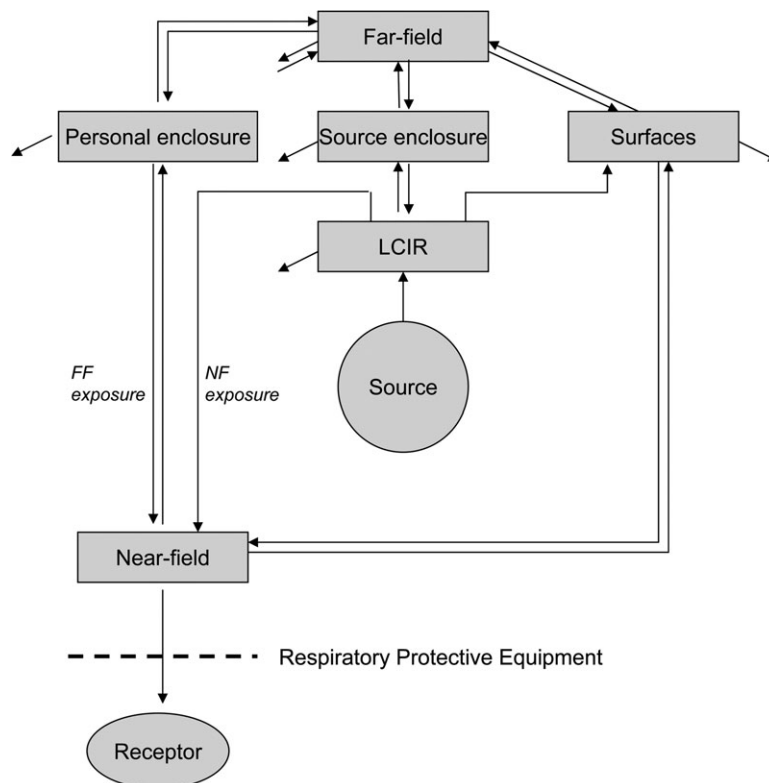 Far-field
Personal enclosure
Source enclosure
Surfaces
LCIR
FF
exposure
NF
exposure
Source
Near-field
Respiratory Protective Equipment
Receptor